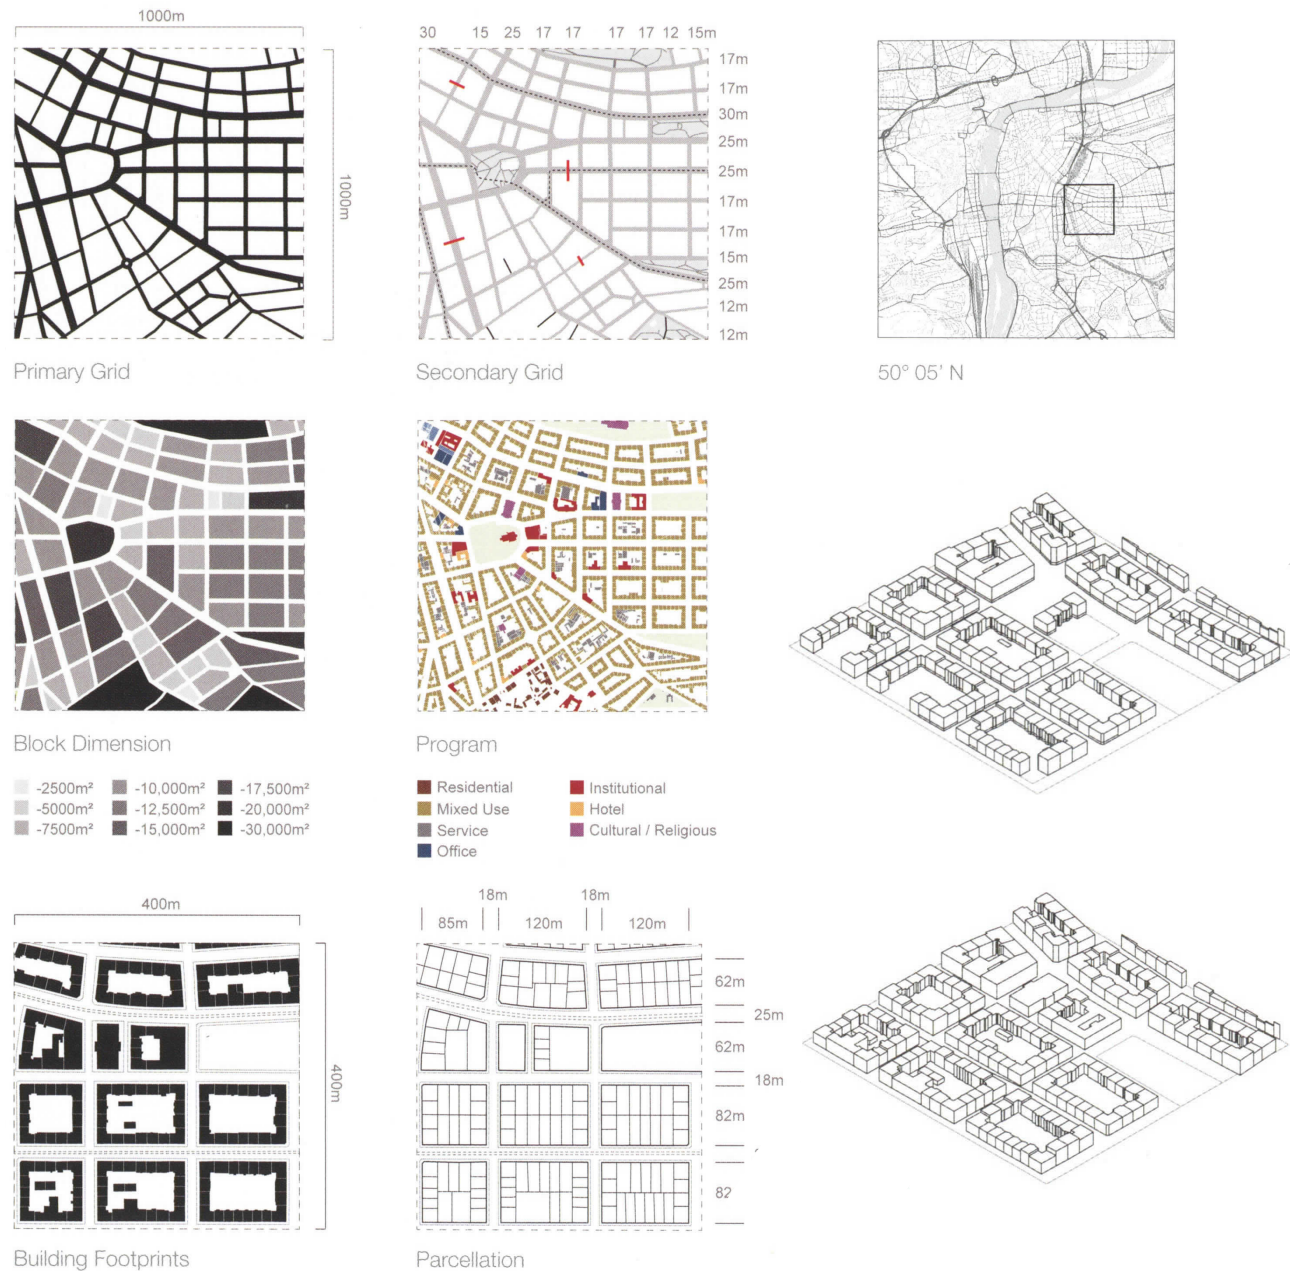 1000m
1000m
Primary Grid
30 15 25 17 17 17 17 12 15m
17m
17m
30m
25m
25m
17m
17m
15m
25m
12m
12m
Secondary Grid
50° 05' N
Block Dimension
-2500m² -10,000m² -17,500m²
-5000m² -12,500m² -20,000m²
-7500m² -15,000m² -30,000m²
Program
Residential
Mixed Use
Service
Office
Institutional
Hotel
Cultural / Religious
400m
400m
Building Footprints
18m 18m
85m 120m 120m
62m
25m
62m
18m
82m
82
Parcellation